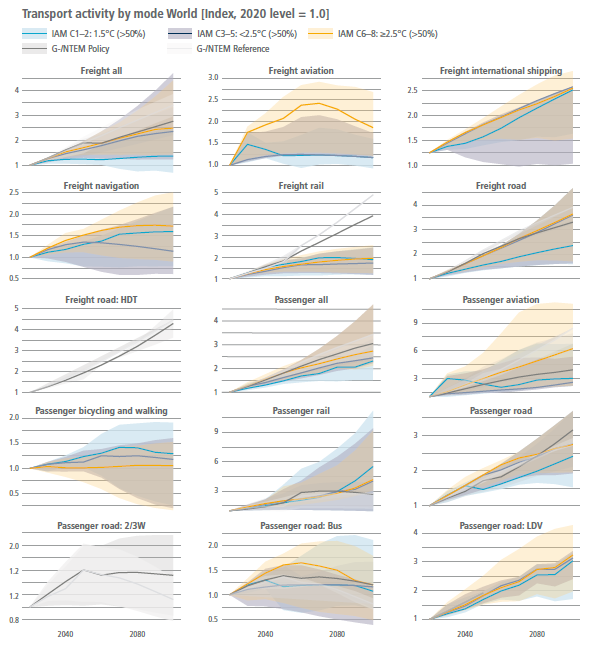 Transport activity by mode World [Index, 2020 level = 1.0]
IAM C1–2: 1.5°C (>50%) IAM C3–5: <2.5°C (>50%) IAM C6–8: ≥2.5°C (>50%)
G-/NTEM Policy G-/NTEM Reference
Freight all Freight aviation Freight international shipping
4 3 2 1
3.0 2.5 2.0 1.5 1.0
2.5 2.0 1.5 1.0
Freight navigation Freight rail Freight road
2.5 2.0 1.5 1.0 0.5
5 4 3 2 1
4 3 2 1
Freight road: HDT Passenger all Passenger aviation
5 4 3 2 1
4 3 2 1
9 6 3
Passenger bicycling and walking Passenger rail Passenger road
2.0 1.5 1.0 0.5
9 6 3
3 2 1
Passenger road: 2/3W Passenger road: Bus Passenger road: LDV
2.0 1.2 1.2 0.8
2.0 1.5 1.0 0.5
4 3 2 1
2040 2080 2040 2080 2040 2080